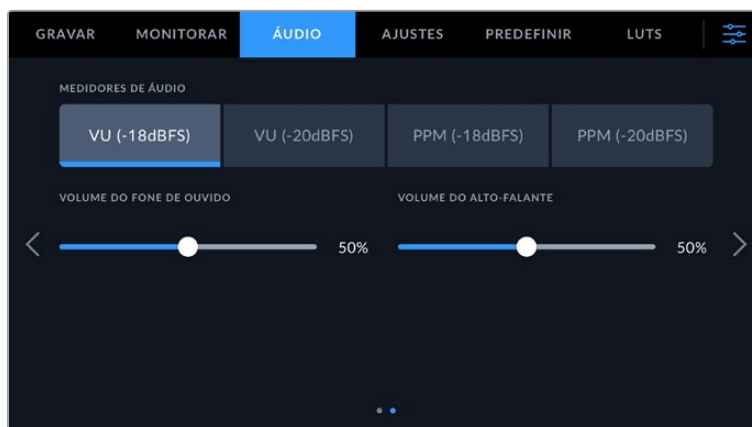 GRAVAR MONITORAR ÁUDIO AJUSTES PREDEFINIR LUTS
MEDIDORES DE ÁUDIO
VU (-18dBFS) VU (-20dBFS) PPM (-18dBFS) PPM (-20dBFS)
VOLUME DO FONE DE OUVIDO VOLUME DO ALTO-FALANTE
50% 50%